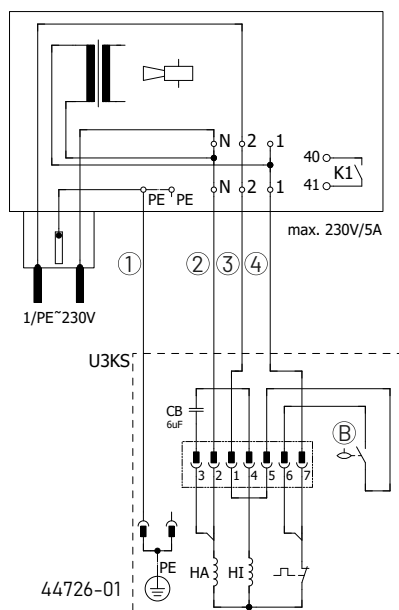 N 2 1
40
K1
41
PE PE N 2 1
max. 230V/5A
1 2 3 4
1/PE~230V
U3KS
CB
6uF
B
3 2 1 4 5 6 7
PE
HA HI
44726-01